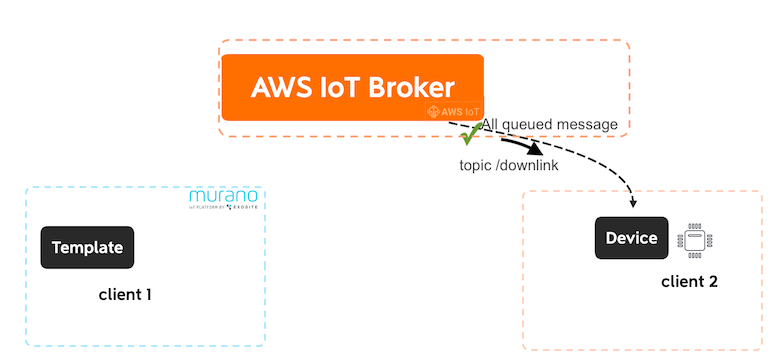 AWS IoT Broker
AWS IoT
All queued message
topic /downlink
murano
IoT PLATFORM BY EXOSITE
Template
client 1
Device
client 2